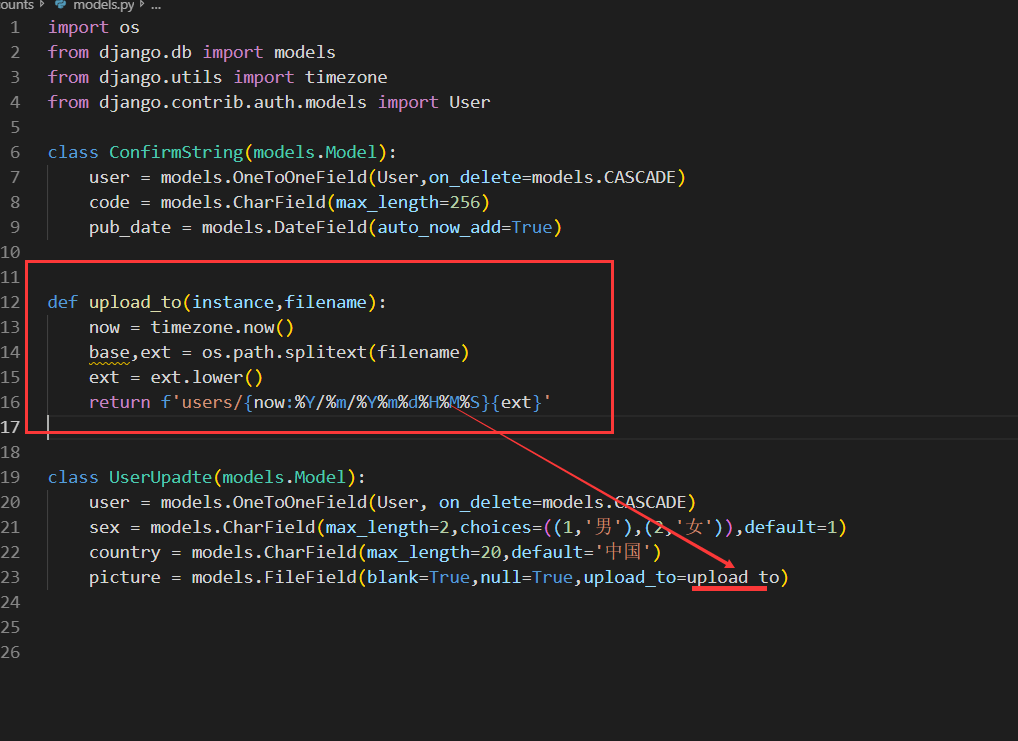 ounts models.py ...
1 import os
2 from django.db import models
3 from django.utils import timezone
4 from django.contrib.auth.models import User
5
6 class ConfirmString(models.Model):
7 user = models.OneToOneField(User,on_delete=models.CASCADE)
8 code = models.CharField(max_length=256)
9 pub_date = models.DateField(auto_now_add=True)
10
11
12 def upload_to(instance,filename):
13 now = timezone.now()
14 base,ext = os.path.splitext(filename)
15 ext = ext.lower()
16 return f'users/{now:%Y/%m/%Y%m%d%H%M%S}{ext}'
17
18
19 class UserUpadte(models.Model):
20 user = models.OneToOneField(User, on_delete=models.CASCADE)
21 sex = models.CharField(max_length=2,choices=((1,'男'),(2,'女')),default=1)
22 country = models.CharField(max_length=20,default='中国')
23 picture = models.FileField(blank=True,null=True,upload_to=upload_to)
24
25
26